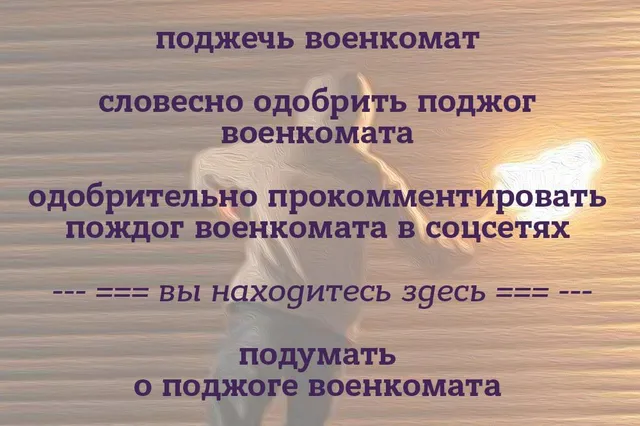 поджечь военкомат
словесно одобрить поджог
военкомата
одобрительно прокомментировать
пождог военкомата в соцсетях
--- === вы находитесь здесь === ---
подумать
о поджоге военкомата